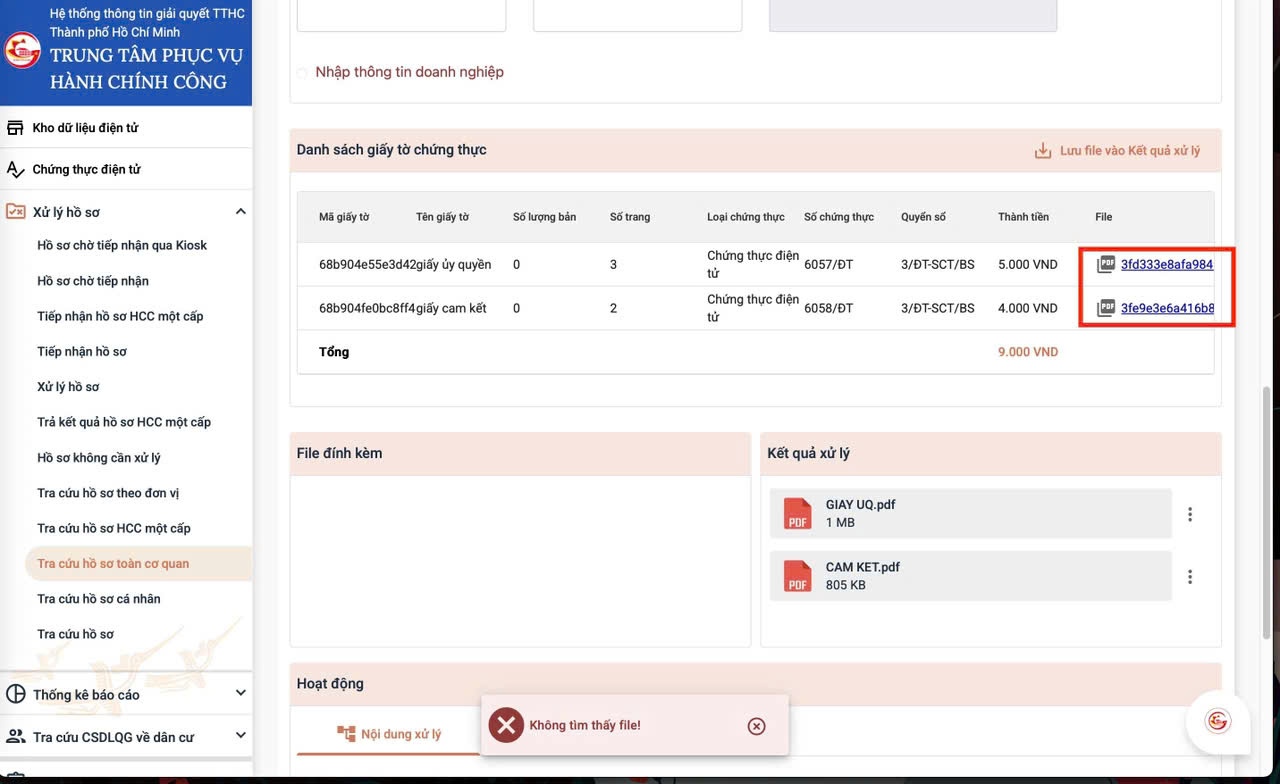 Hệ thống thông tin giải quyết TTHC
Thành phố Hồ Chí Minh
TRUNG TÂM PHỤC VỤ
HÀNH CHÍNH CÔNG
Kho dữ liệu điện tử
Chứng thực điện tử
Xử lý hồ sơ
Hồ sơ chờ tiếp nhận qua Kiosk
Hồ sơ chờ tiếp nhận
Tiếp nhận hồ sơ HCC một cấp
Tiếp nhận hồ sơ
Xử lý hồ sơ
Trả kết quả hồ sơ HCC một cấp
Hồ sơ không cần xử lý
Tra cứu hồ sơ theo đơn vị
Tra cứu hồ sơ HCC một cấp
Tra cứu hồ sơ toàn cơ quan
Tra cứu hồ sơ cá nhân
Tra cứu hồ sơ
Thống kê báo cáo
Tra cứu CSDLQG về dân cư
Nhập thông tin doanh nghiệp
Danh sách giấy tờ chứng thực
Lưu file vào Kết quả xử lý
Mã giấy tờ Tên giấy tờ Số lượng bản Số trang Loại chứng thực Số chứng thực Quyển sổ Thành tiền File
68b904e55e3d42giấy ủy quyền 0 3 Chứng thực điện tử 6057/ĐT 3/ĐT-SCT/BS 5.000 VND PDF 3fd333e8afa984
68b904fe0bc8ff4giấy cam kết 0 2 Chứng thực điện tử 6058/ĐT 3/ĐT-SCT/BS 4.000 VND PDF 3fe9e3e6a416b8
Tổng 9.000 VND
File đính kèm
Kết quả xử lý
PDF
GIAY UQ.pdf
1 MB
PDF
CAM KET.pdf
805 KB
Hoạt động
Nội dung xử lý
Không tìm thấy file!